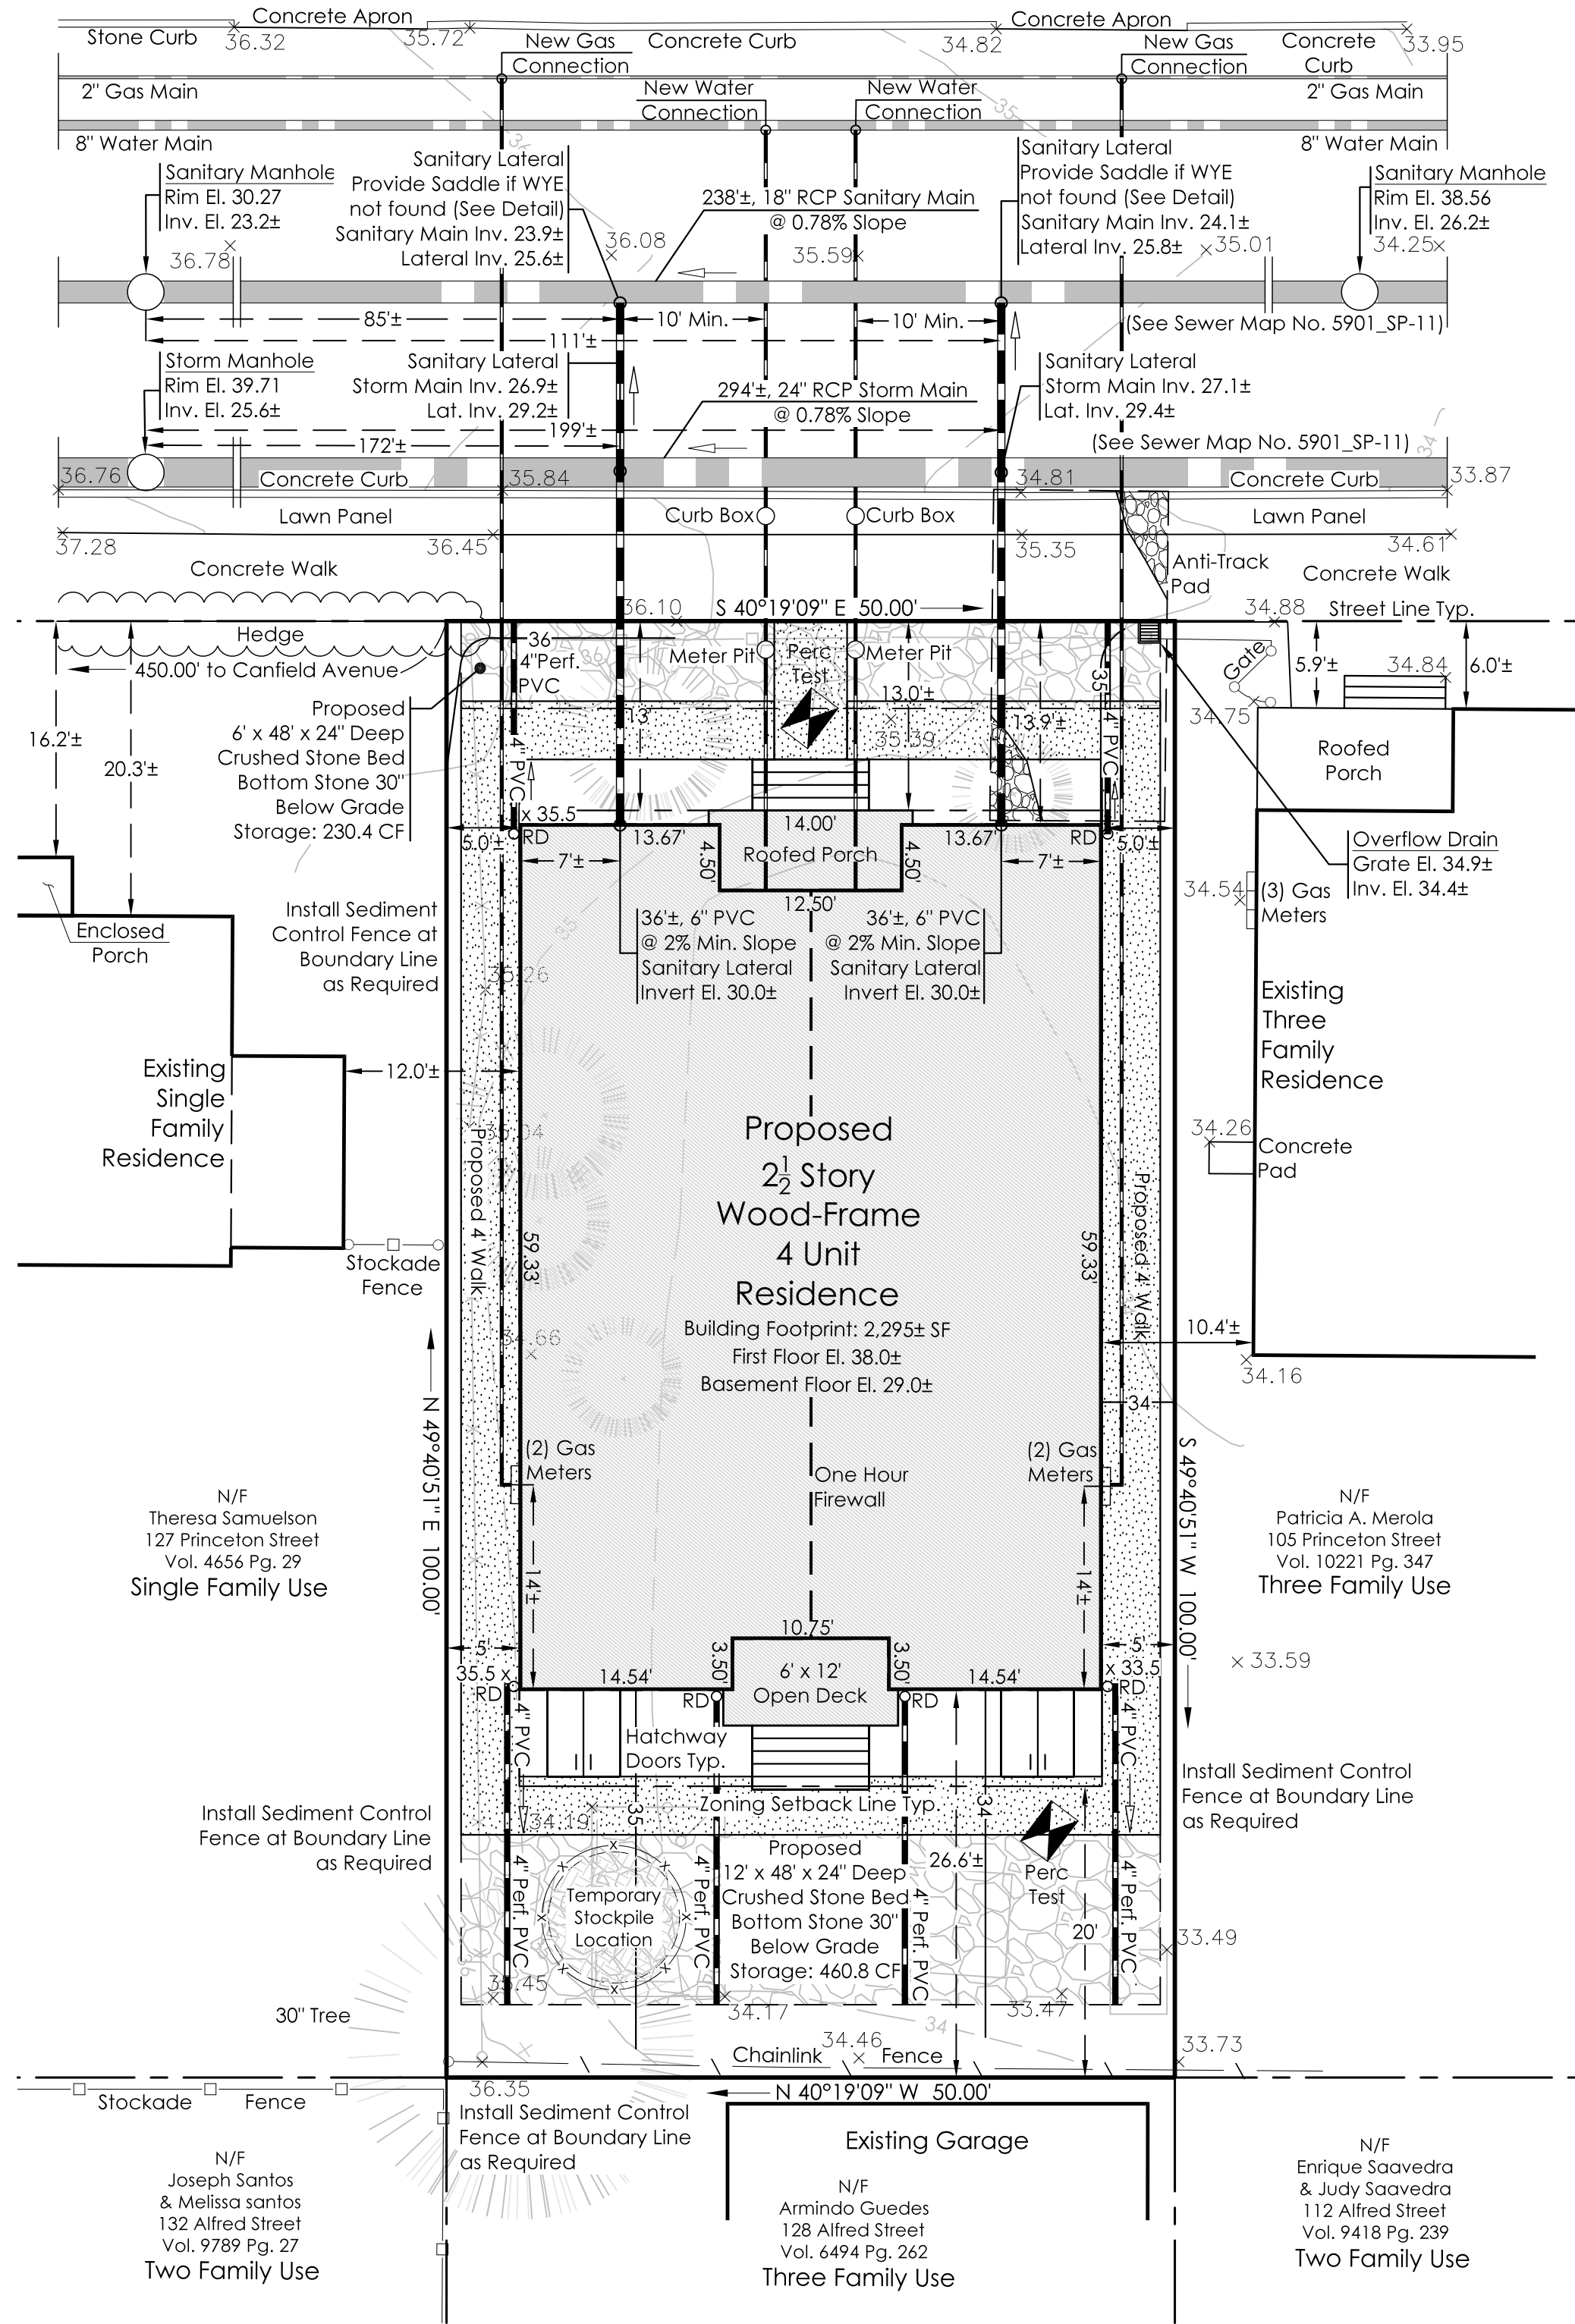 Concrete Apron
Concrete Apron
Stone Curb
36.32
35.72
New Gas
Connection
Concrete Curb
34.82
New Gas
Connection
Concrete
Curb
33.95
2" Gas Main
2" Gas Main
New Water
Connection
New Water
Connection
35
36
8" Water Main
8" Water Main
Sanitary Manhole
Rim El. 30.27
Inv. El. 23.2±
36.78
Sanitary Lateral
Provide Saddle if WYE
not found (See Detail)
Sanitary Main Inv. 23.9±
Lateral Inv. 25.6±
36.08
238'±, 18" RCP Sanitary Main
@ 0.78% Slope
35.59
Sanitary Lateral
Provide Saddle if WYE
not found (See Detail)
Sanitary Main Inv. 24.1±
Lateral Inv. 25.8±
35.01
Sanitary Manhole
Rim El. 38.56
Inv. El. 26.2±
34.25
85'±
10' Min.
10' Min.
(See Sewer Map No. 5901_SP-11)
111'±
Storm Manhole
Rim El. 39.71
Inv. El. 25.6±
Sanitary Lateral
Storm Main Inv. 26.9±
Lat. Inv. 29.2±
294'±, 24" RCP Storm Main
@ 0.78% Slope
Sanitary Lateral
Storm Main Inv. 27.1±
Lat. Inv. 29.4±
199'±
172'±
(See Sewer Map No. 5901_SP-11)
34
36.76
Concrete Curb
35.84
34.81
Concrete Curb
33.87
Lawn Panel
Curb Box
Curb Box
Lawn Panel
37.28
36.45
35.35
34.61
Concrete Walk
Anti-Track
Pad
Concrete Walk
36.10
S 40°19'09" E 50.00'
34.88
Street Line Typ.
Hedge
450.00' to Canfield Avenue
36
4"Perf.
PVC
36
Meter Pit
Perc
Test
Meter Pit
35
Gate
5.9'±
34.84
6.0'±
34.75
16.2'±
20.3'±
Proposed
6' x 48' x 24" Deep
Crushed Stone Bed
Bottom Stone 30"
Below Grade
Storage: 230.4 CF
4" PVC
13'
13.0'±
35.39
13.9'±
4" PVC
Roofed
Porch
x 35.5
5.0'±
RD
13.67'
14.00'
13.67'
RD
5.0'±
7'±
4.50'
Roofed Porch
4.50'
7'±
12.50'
Overflow Drain
Grate El. 34.9±
Inv. El. 34.4±
34.54
(3) Gas
Meters
Enclosed
Porch
Install Sediment
Control Fence at
Boundary Line
as Required
35
36'±, 6" PVC
@ 2% Min. Slope
Sanitary Lateral
Invert El. 30.0±
36'±, 6" PVC
@ 2% Min. Slope
Sanitary Lateral
Invert El. 30.0±
35.26
Existing
Three
Family
Residence
Existing
Single
Family
Residence
12.0'±
35.04
Proposed 4' Walk
Proposed
2½ Story
Wood-Frame
4 Unit
Residence
Building Footprint: 2,295± SF
First Floor El. 38.0±
Basement Floor El. 29.0±
59.33'
59.33'
Proposed 4' Walk
34.26
Concrete
Pad
Stockade
Fence
34.66
10.4'±
34.16
34
N 49°40'51" E 100.00'
S 49°40'51" W 100.00'
(2) Gas
Meters
One Hour
Firewall
(2) Gas
Meters
N/F
Theresa Samuelson
127 Princeton Street
Vol. 4656 Pg. 29
Single Family Use
N/F
Patricia A. Merola
105 Princeton Street
Vol. 10221 Pg. 347
Three Family Use
14'±
14'±
10.75'
5'
5'
33.59
35.5 x
RD
14.54'
3.50'
6' x 12'
Open Deck
3.50'
14.54'
x 33.5
RD
RD
RD
4" PVC
4" PVC
Hatchway
Doors Typ.
Install Sediment Control
Fence at Boundary Line
as Required
Install Sediment Control
Fence at Boundary Line
as Required
34.19
35
Zoning Setback Line Typ.
34
Proposed
12' x 48' x 24" Deep
Crushed Stone Bed
Bottom Stone 30"
Below Grade
Storage: 460.8 CF
4" Perf. PVC
Temporary
Stockpile
Location
4" Perf. PVC
4" Perf. PVC
26.6'±
Perc
Test
20'
4" Perf. PVC
33.49
35.45
34.17
33.47
30" Tree
34
34.46
Chainlink
Fence
33.73
36.35
N 40°19'09" W 50.00'
Stockade
Fence
Install Sediment Control
Fence at Boundary Line
as Required
Existing Garage
N/F
Joseph Santos
& Melissa santos
132 Alfred Street
Vol. 9789 Pg. 27
Two Family Use
N/F
Armindo Guedes
128 Alfred Street
Vol. 6494 Pg. 262
Three Family Use
N/F
Enrique Saavedra
& Judy Saavedra
112 Alfred Street
Vol. 9418 Pg. 239
Two Family Use